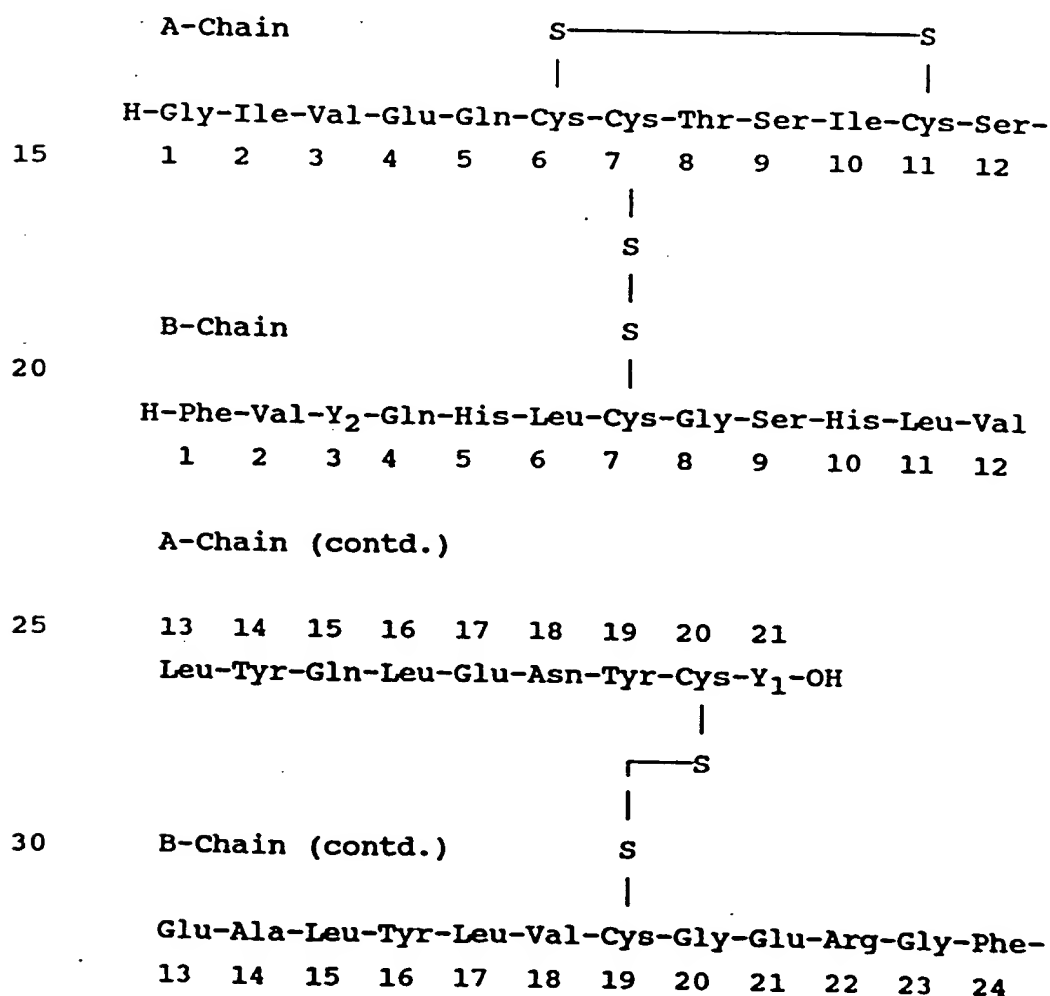 A-Chain S S
H-Gly-Ile-Val-Glu-Gln-Cys-Cys-Thr-Ser-Ile-Cys-Ser-
15 1 2 3 4 5 6 7 8 9 10 11 12
S
B-Chain S
20
H-Phe-Val-Y2-Gln-His-Leu-Cys-Gly-Ser-His-Leu-Val
1 2 3 4 5 6 7 8 9 10 11 12
A-Chain (contd.)
25 13 14 15 16 17 18 19 20 21
Leu-Tyr-Gln-Leu-Glu-Asn-Tyr-Cys-Y1-OH
S
30 B-Chain (contd.) S
Glu-Ala-Leu-Tyr-Leu-Val-Cys-Gly-Glu-Arg-Gly-Phe-
13 14 15 16 17 18 19 20 21 22 23 24